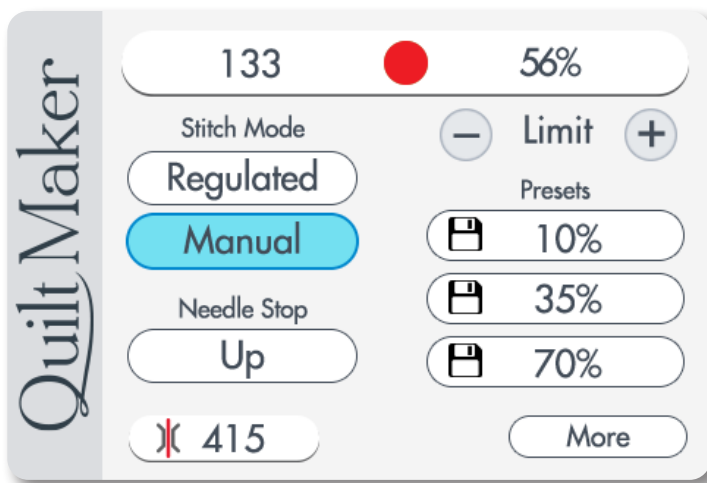 Quilt Maker
133 56%
Stitch Mode
Regulated
Manual
Needle Stop
Up
415
− Limit +
Presets
10%
35%
70%
More